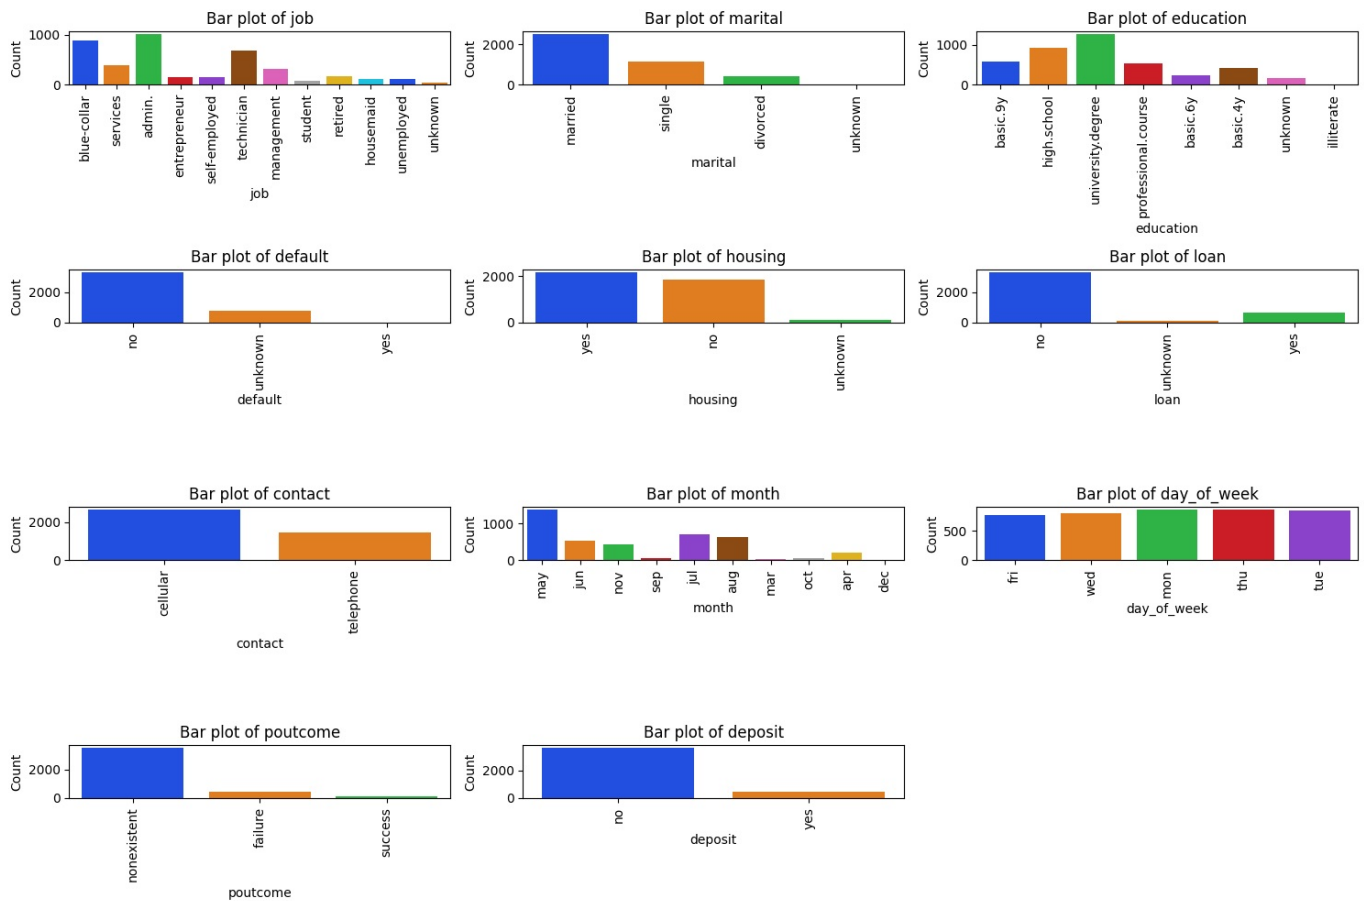 Bar plot of job
Count
1000
0
blue-collar
services
admin.
entrepreneur
self-employed
technician
management
student
retired
housemaid
unemployed
unknown
job
Bar plot of marital
Count
2000
0
married
single
divorced
unknown
marital
Bar plot of education
Count
1000
0
basic.9y
high.school
university.degree
professional.course
basic.6y
basic.4y
unknown
illiterate
education
Bar plot of default
Count
2000
0
no
unknown
yes
default
Bar plot of housing
Count
2000
0
yes
no
unknown
housing
Bar plot of loan
Count
2000
0
no
unknown
yes
loan
Bar plot of contact
Count
2000
0
cellular
telephone
contact
Bar plot of month
Count
1000
0
may
jun
nov
sep
jul
aug
mar
oct
apr
dec
month
Bar plot of day_of_week
Count
500
0
fri
wed
mon
thu
tue
day_of_week
Bar plot of poutcome
Count
2000
0
nonexistent
failure
success
poutcome
Bar plot of deposit
Count
2000
0
no
yes
deposit